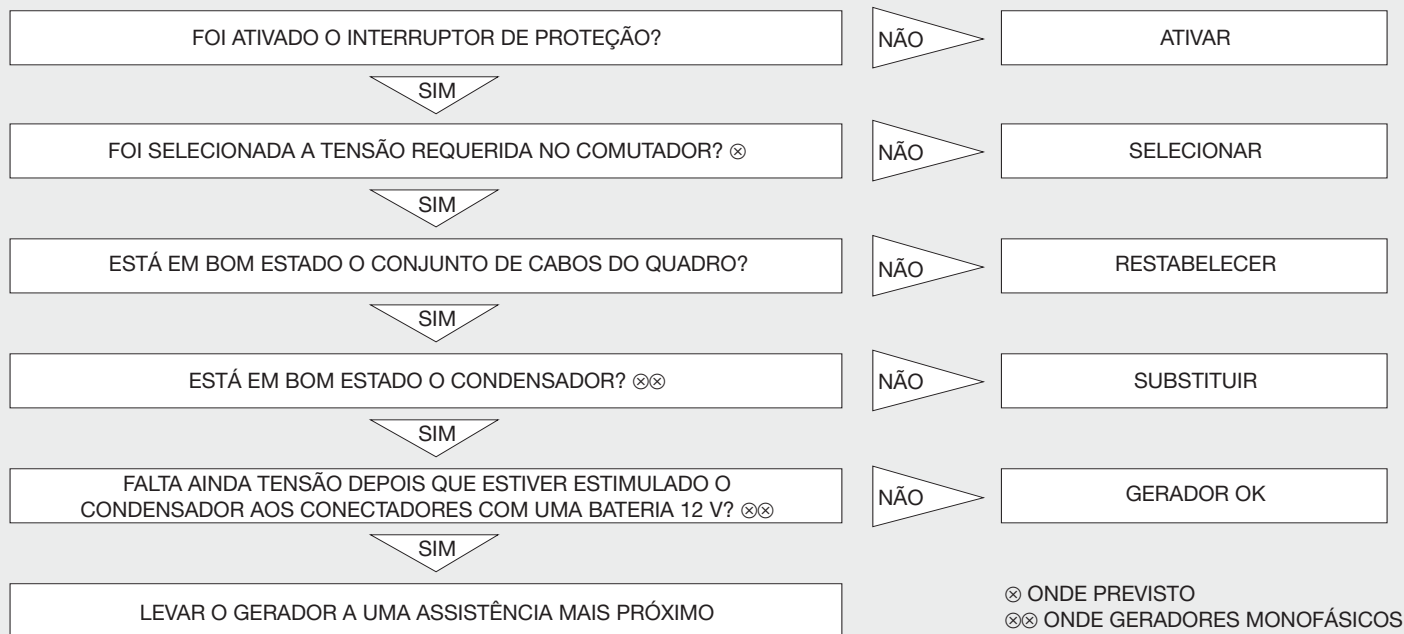 FOI ATIVADO O INTERRUPTOR DE PROTEÇÃO?
NÃO
ATIVAR
SIM
FOI SELECIONADA A TENSÃO REQUERIDA NO COMUTADOR? ⊗
NÃO
SELECIONAR
SIM
ESTÁ EM BOM ESTADO O CONJUNTO DE CABOS DO QUADRO?
NÃO
RESTABELECER
SIM
ESTÁ EM BOM ESTADO O CONDENSADOR? ⊗⊗
NÃO
SUBSTITUIR
SIM
FALTA AINDA TENSÃO DEPOIS QUE ESTIVER ESTIMULADO O
CONDENSADOR AOS CONECTADORES COM UMA BATERIA 12 V? ⊗⊗
NÃO
GERADOR OK
SIM
LEVAR O GERADOR A UMA ASSISTÊNCIA MAIS PRÓXIMO
⊗ ONDE PREVISTO
⊗⊗ ONDE GERADORES MONOFÁSICOS